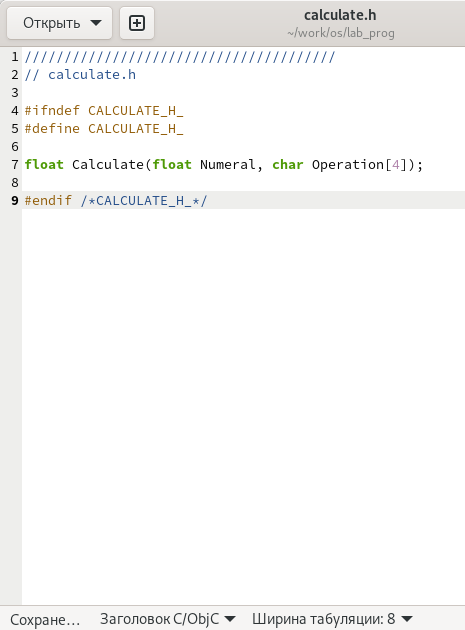 Открыть
calculate.h
~/work/os/lab_prog
1 ///////////////////////////////////////
2 // calculate.h
3
4 #ifndef CALCULATE_H_
5 #define CALCULATE_H_
6
7 float Calculate(float Numeral, char Operation[4]);
8
9 #endif /*CALCULATE_H_*/
Сохране… Заголовок C/ObjC Ширина табуляции: 8